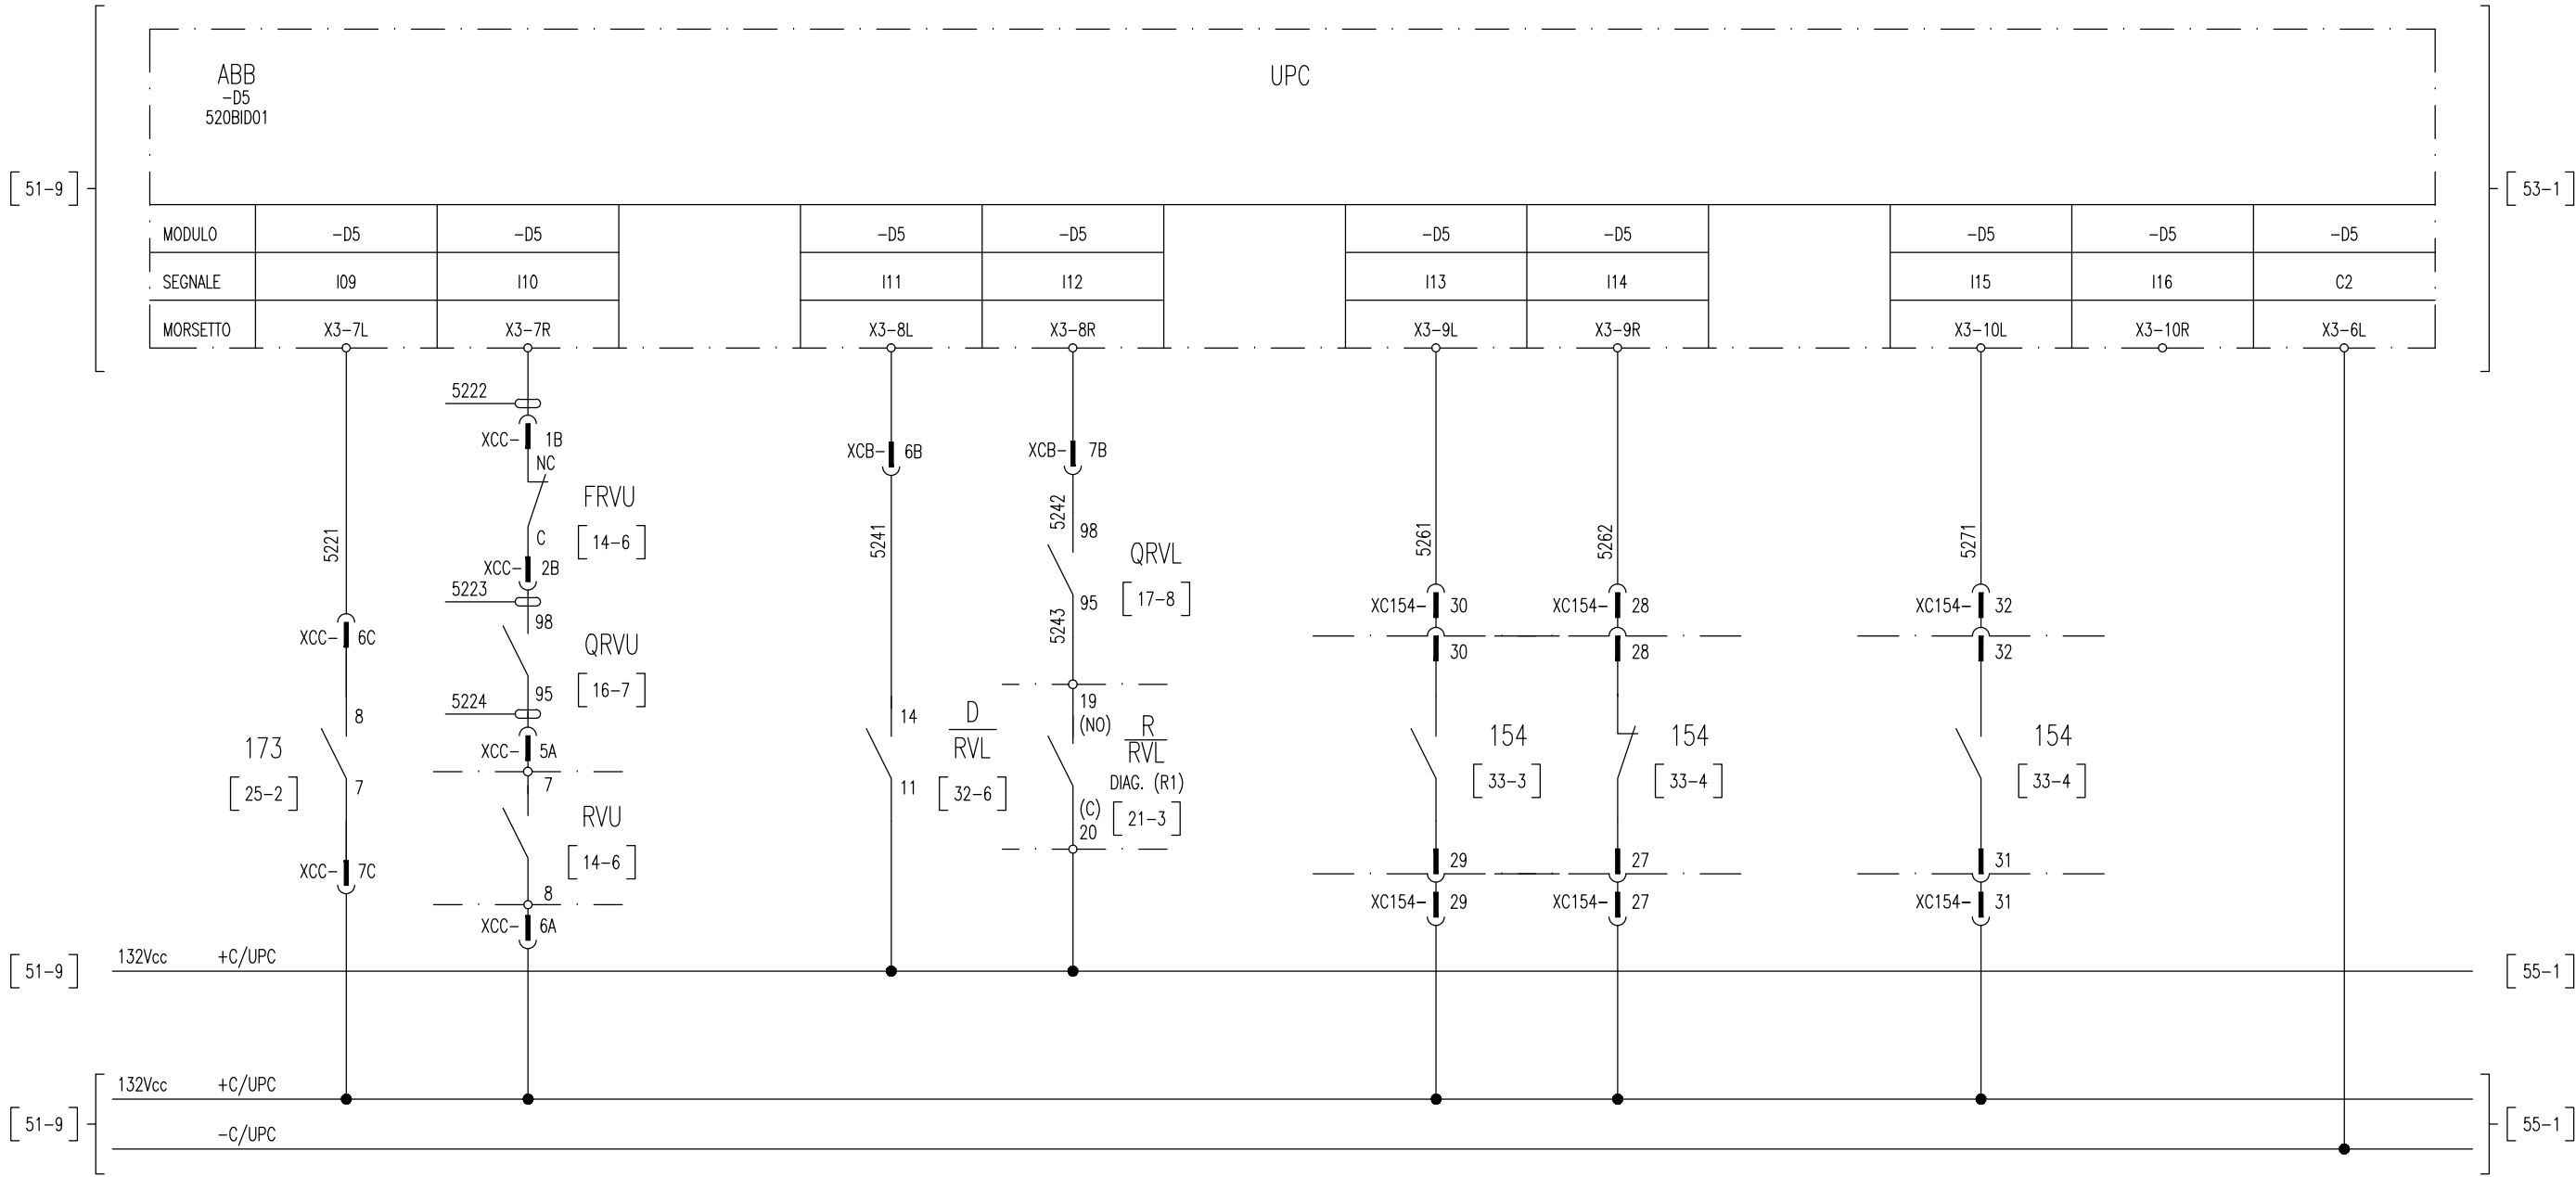 ABB
-D5
520BID01
UPC
[51-9]
[53-1]
MODULO -D5 -D5 -D5 -D5 -D5 -D5 -D5 -D5 -D5
SEGNALE I09 I10 I11 I12 I13 I14 I15 I16 C2
MORSETTO X3-7L X3-7R X3-8L X3-8R X3-9L X3-9R X3-10L X3-10R X3-6L
5221
XCC- 6C
8
173
[25-2]
7
XCC- 7C
5222
XCC- 1B
NC
FRVU
[14-6]
C
XCC- 2B
5223
98
QRVU
[16-7]
95
5224
XCC- 5A
7
RVU
[14-6]
8
XCC- 6A
XCB- 6B
5241
14
D
RVL
[32-6]
11
XCB- 7B
5242
98
QRVL
[17-8]
95
5243
19
(NO)
R
RVL
DIAG. (R1)
[21-3]
(C)
20
5261
XC154- 30
30
154
[33-3]
29
XC154- 29
5262
XC154- 28
28
154
[33-4]
27
XC154- 27
5271
XC154- 32
32
154
[33-4]
31
XC154- 31
[51-9] 132Vcc +C/UPC [55-1]
132Vcc +C/UPC
[51-9] [55-1]
-C/UPC